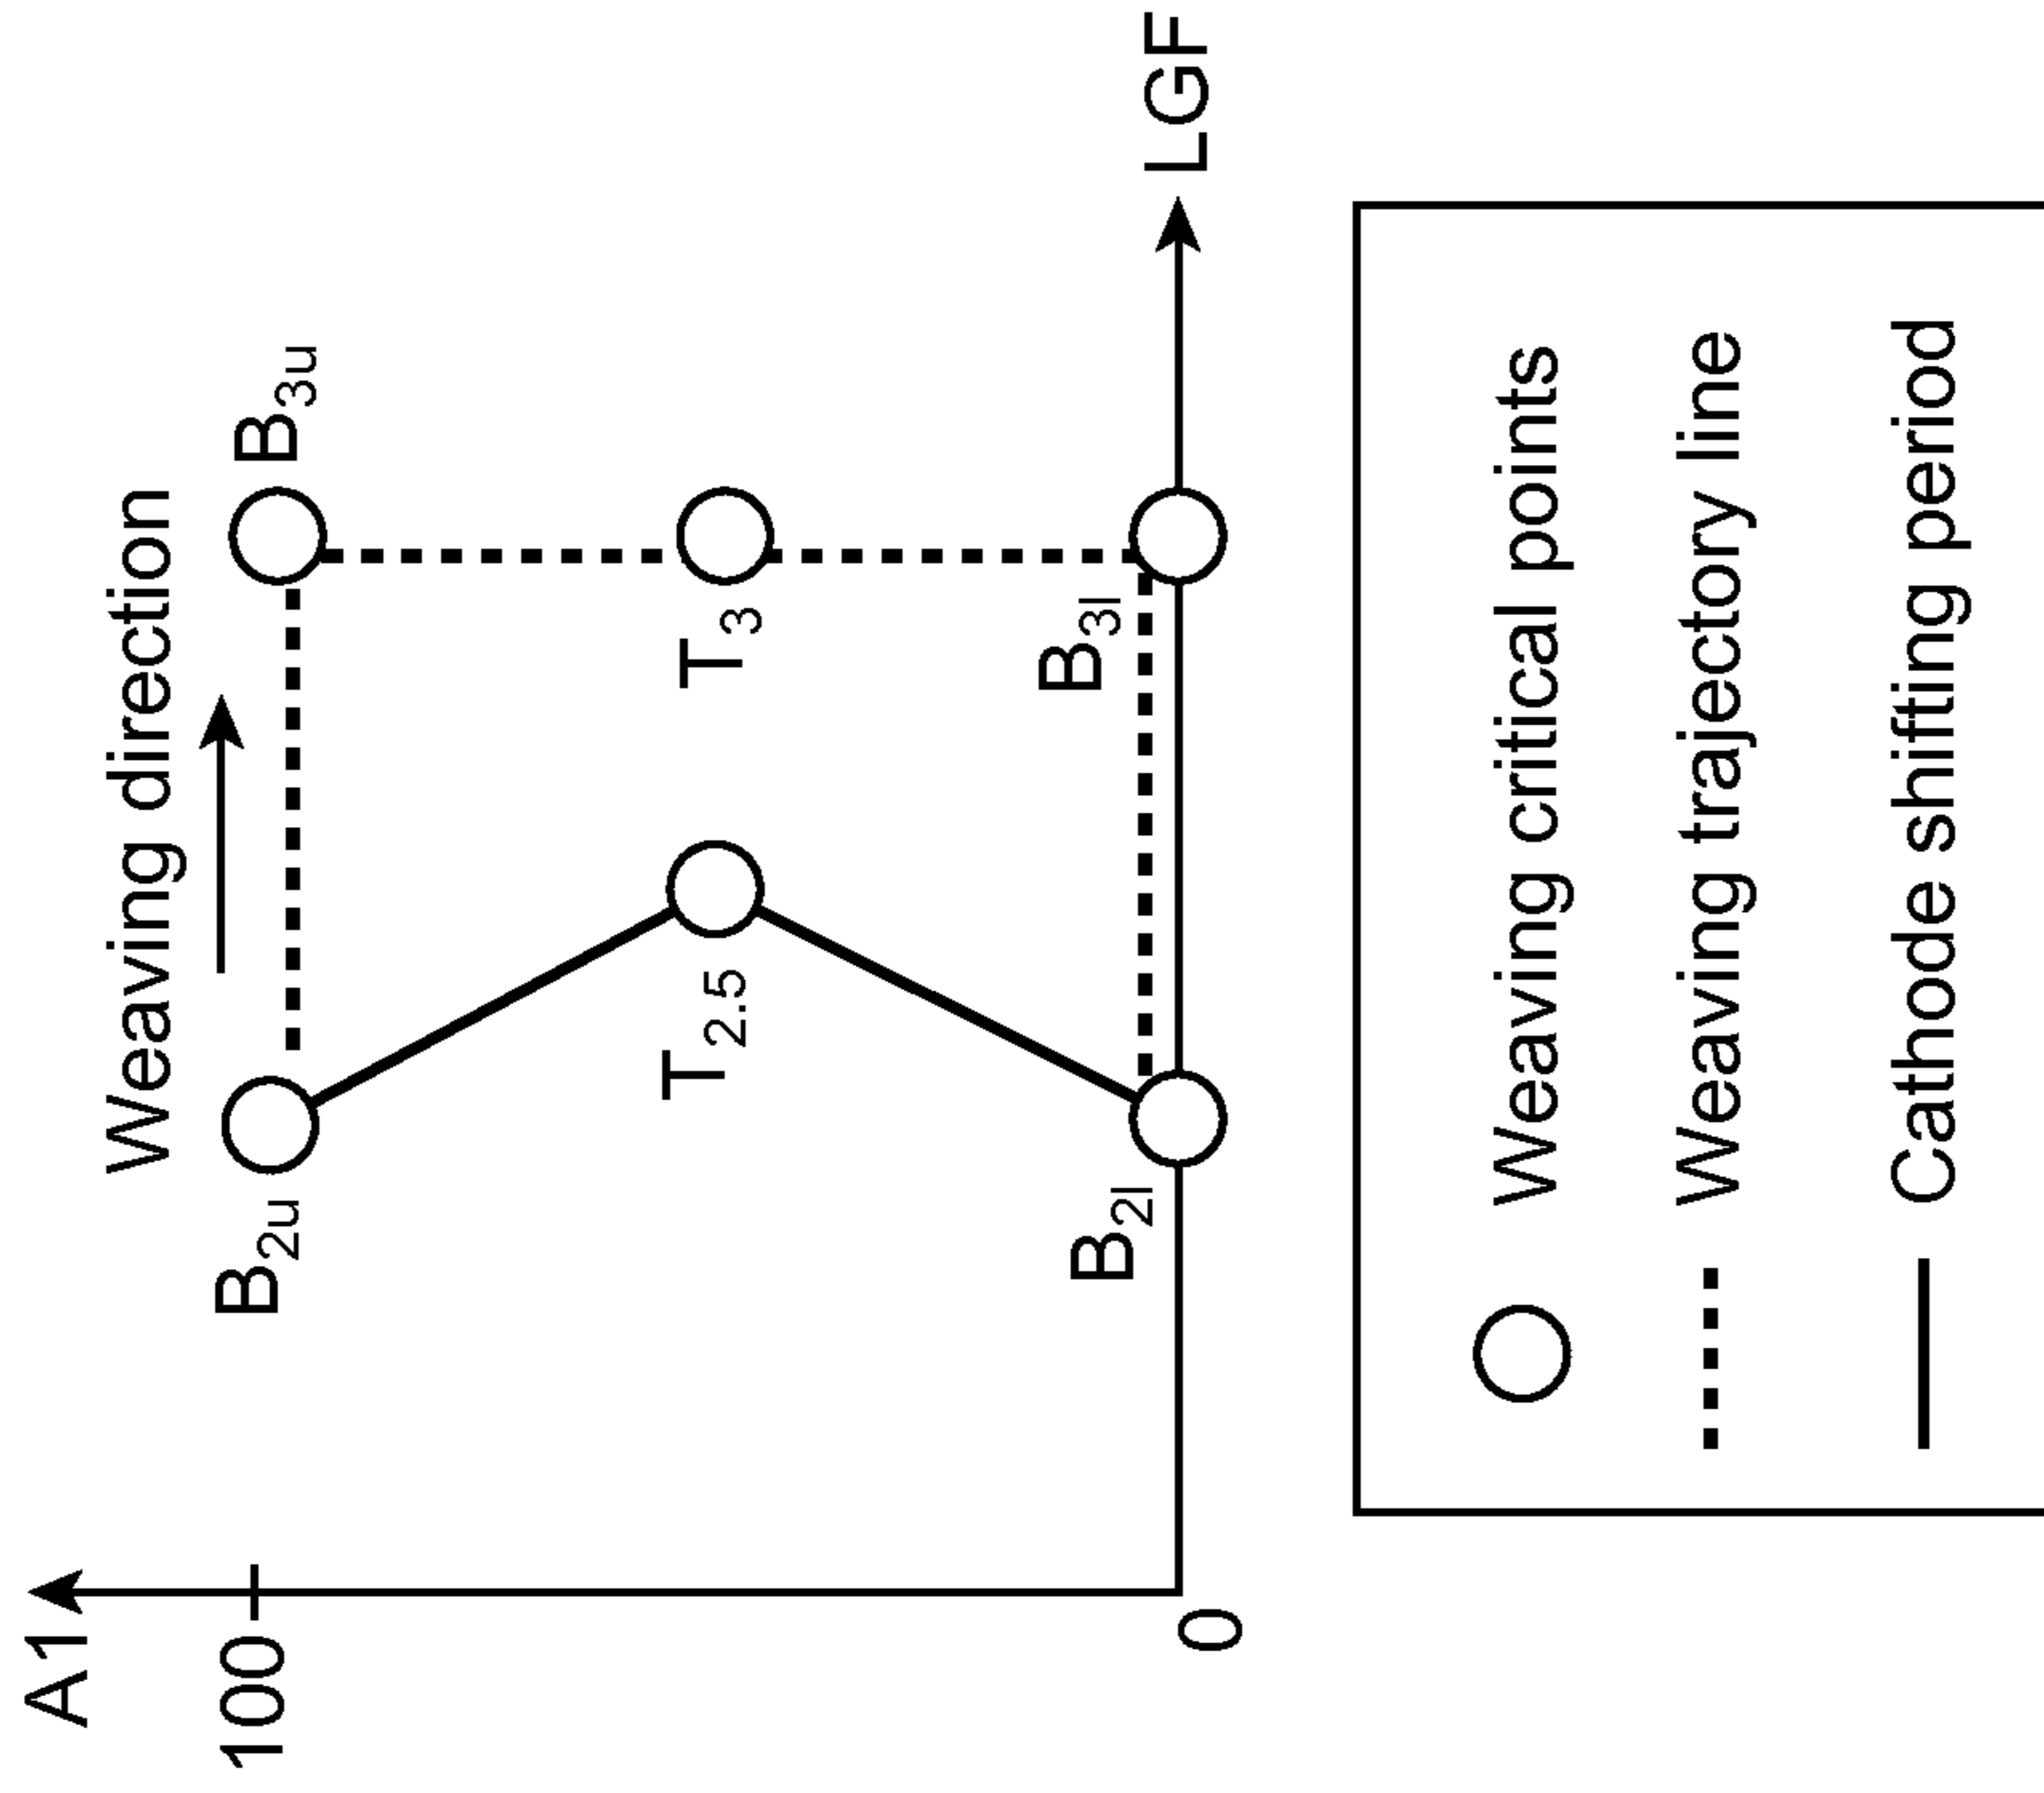 A1
Weaving direction
100
B2u
B3u
T2.5
T3
B2l
B3l
LGF
0
Weaving critical points
Weaving trajectory line
Cathode shifting period